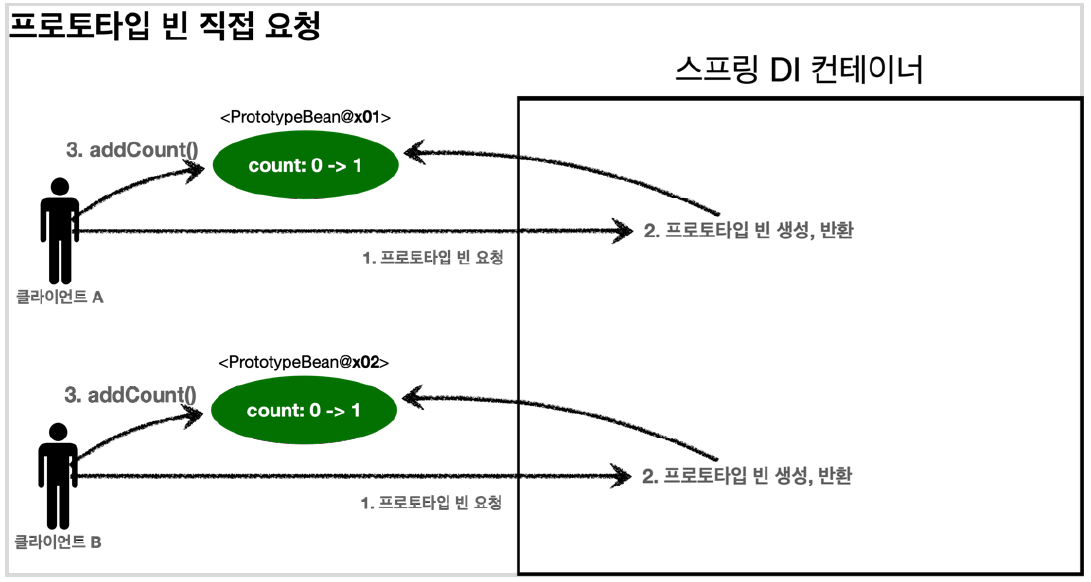 프로토타입 빈 직접 요청
스프링 DI 컨테이너
<PrototypeBean@x01>
3. addCount()
count: 0 -> 1
2. 프로토타입 빈 생성, 반환
1. 프로토타입 빈 요청
클라이언트 A
<PrototypeBean@x02>
3. addCount()
count: 0 -> 1
2. 프로토타입 빈 생성, 반환
1. 프로토타입 빈 요청
클라이언트 B